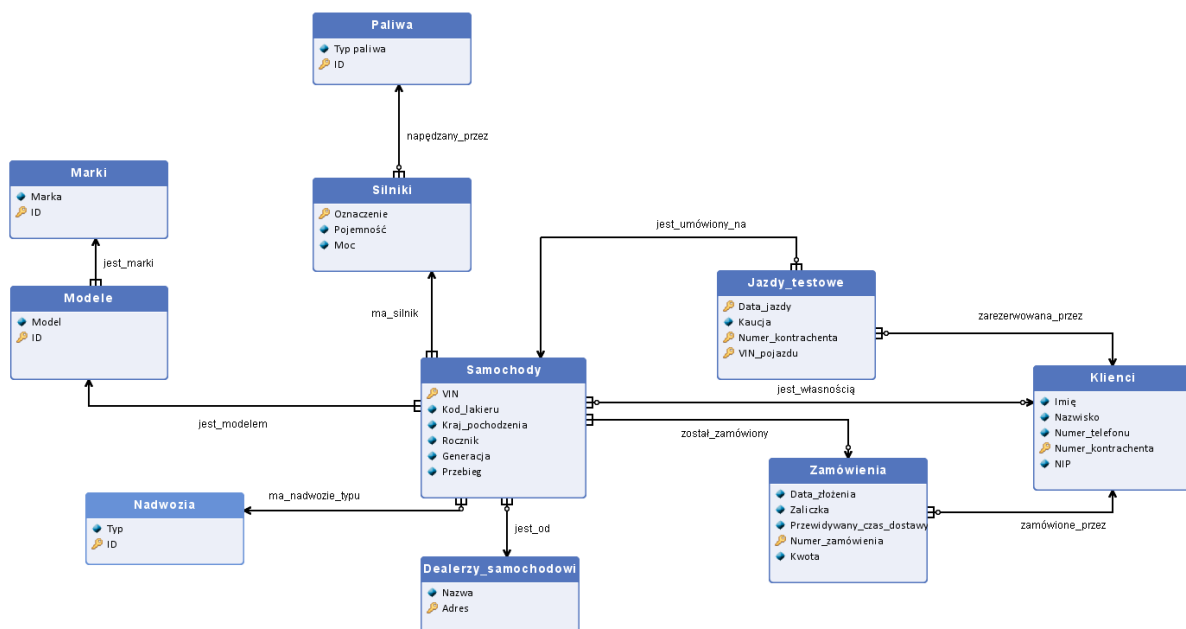 Paliwa
Typ paliwa
ID
napędzany_przez
Marki
Marka
ID
Silniki
Oznaczenie
Pojemność
Moc
jest_umówiony_na
jest_marki
Jazdy_testowe
Data_jazdy
Kaucja
Numer_kontrachenta
VIN_pojazdu
Modele
Model
ID
ma_silnik
zarezerwowana_przez
Samochody
VIN
Kod_lakieru
Kraj_pochodzenia
Rocznik
Generacja
Przebieg
jest_własnością
Klienci
Imię
Nazwisko
Numer_telefonu
Numer_kontrachenta
NIP
jest_modelem
został_zamówiony
Zamówienia
Data_złożenia
Zaliczka
Przewidywany_czas_dostawy
Numer_zamówienia
Kwota
zamówione_przez
ma_nadwozie_typu
Nadwozia
Typ
ID
jest_od
Dealerzy_samochodowi
Nazwa
Adres